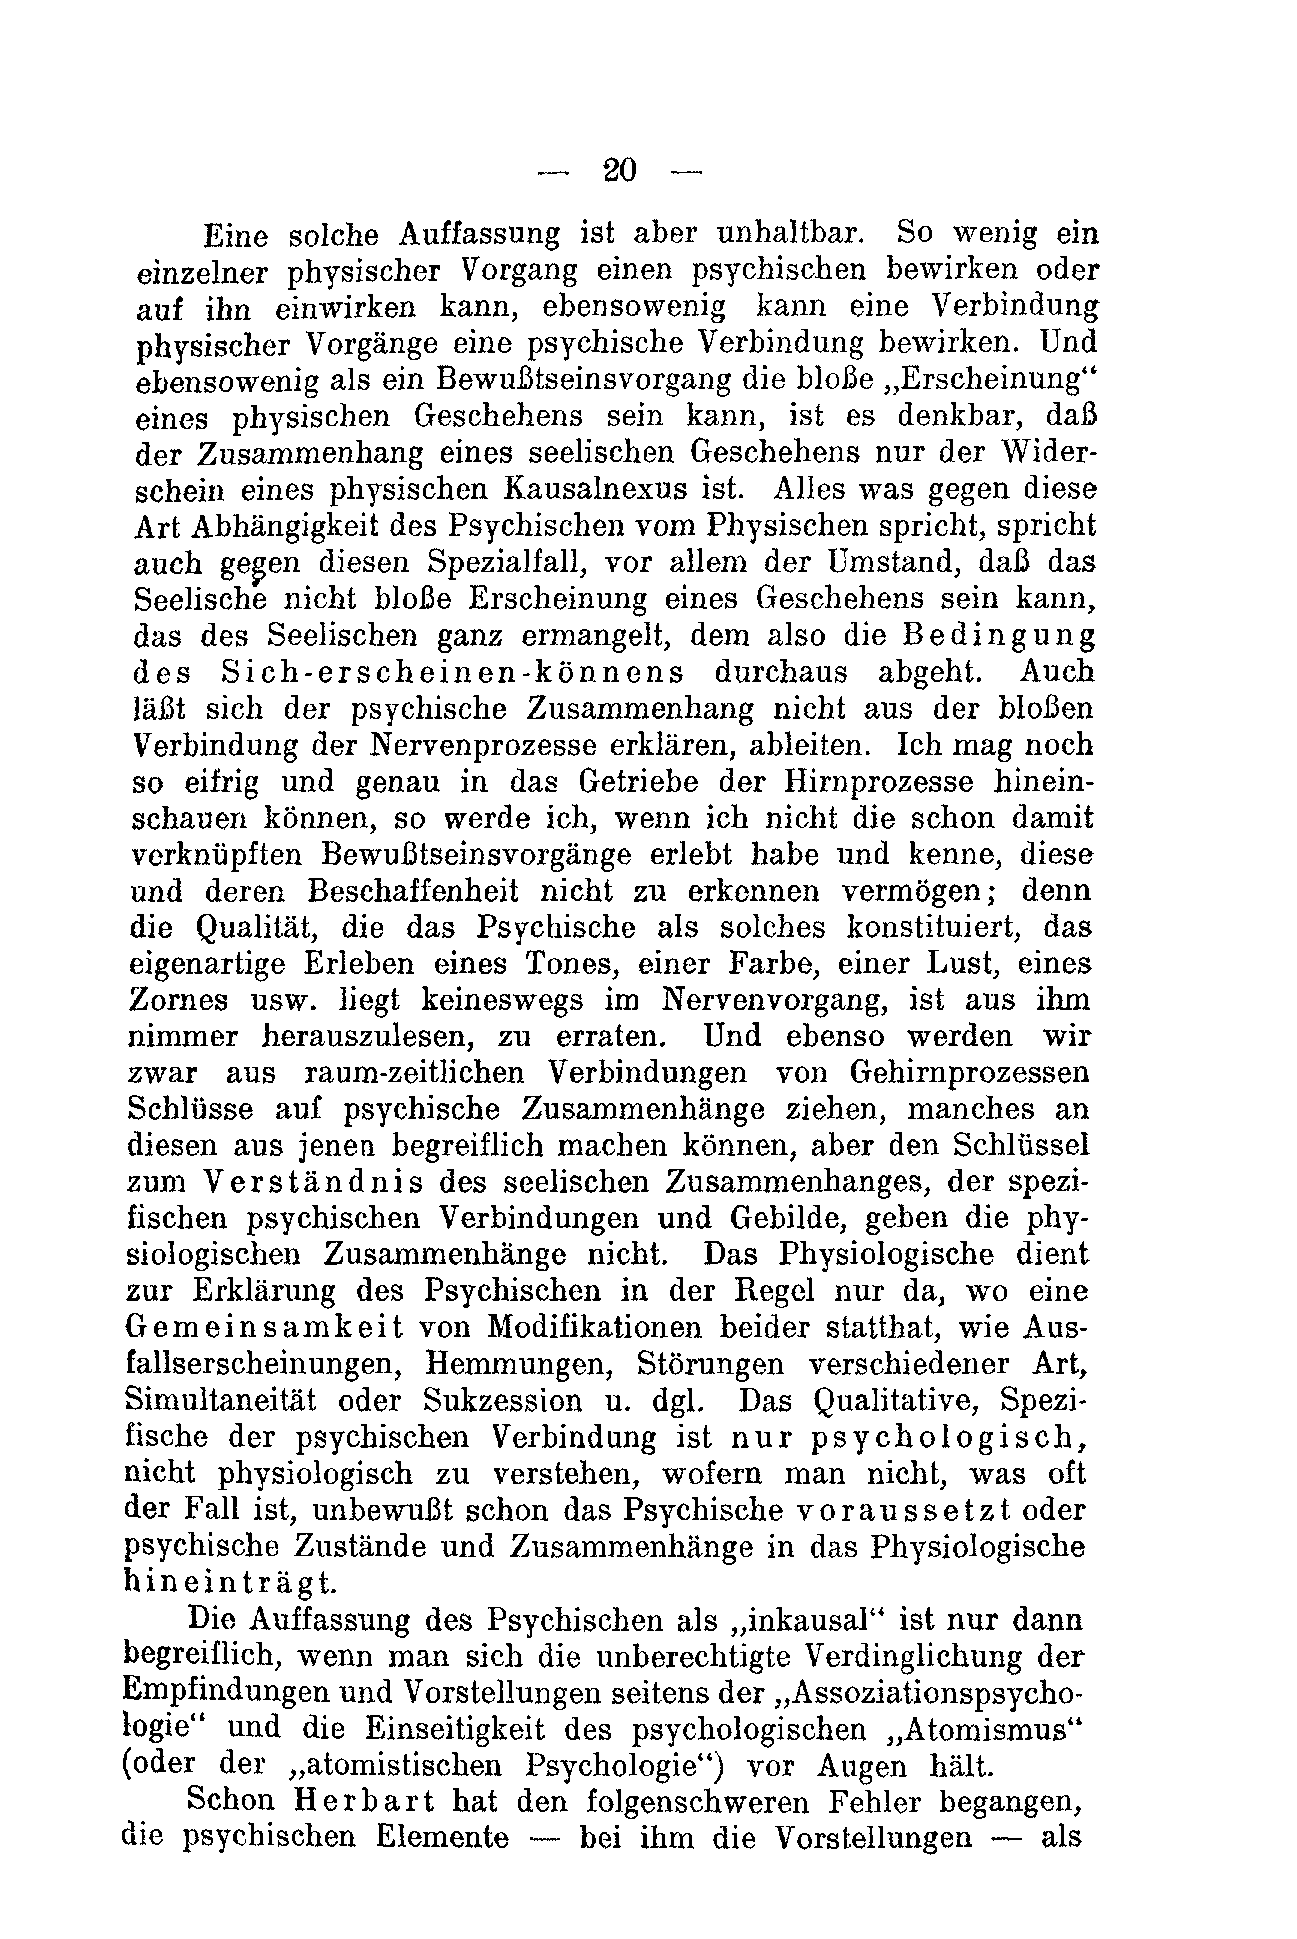 — 20 —
Eine solche Auffassung ist aber unhaltbar. So wenig ein
einzelner physischer Vorgang einen psychischen bewirken oder
auf ihn einwirken kann, ebensowenig kann eine Verbindung
physischer Vorgänge eine psychische Verbindung bewirken. Und
ebensowenig als ein Bewußtseinsvorgang die bloße „Erscheinung“
eines physischen Geschehens sein kann, ist es denkbar, daß
der Zusammenhang eines seelischen Geschehens nur der Wider-
schein eines physischen Kausalnexus ist. Alles was gegen diese
Art Abhängigkeit des Psychischen vom Physischen spricht, spricht
auch gegen diesen Spezialfall, vor allem der Umstand, daß das
Seelische nicht bloße Erscheinung eines Geschehens sein kann,
das des Seelischen ganz ermangelt, dem also die Bedingung
des Sich-erscheinen-könnens durchaus abgeht. Auch
läßt sich der psychische Zusammenhang nicht aus der bloßen
Verbindung der Nervenprozesse erklären, ableiten. Ich mag noch
so eifrig und genau in das Getriebe der Hirnprozesse hinein-
schauen können, so werde ich, wenn ich nicht die schon damit
verknüpften Bewußtseinsvorgänge erlebt habe und kenne, diese
und deren Beschaffenheit nicht zu erkennen vermögen; denn
die Qualität, die das Psychische als solches konstituiert, das
eigenartige Erleben eines Tones, einer Farbe, einer Lust, eines
Zornes usw. liegt keineswegs im Nervenvorgang, ist aus ihm
nimmer herauszulesen, zu erraten. Und ebenso werden wir
zwar aus raum-zeitlichen Verbindungen von Gehirnprozessen
Schlüsse auf psychische Zusammenhänge ziehen, manches an
diesen aus jenen begreiflich machen können, aber den Schlüssel
zum Verständnis des seelischen Zusammenhanges, der spezi-
fischen psychischen Verbindungen und Gebilde, geben die phy-
siologischen Zusammenhänge nicht. Das Physiologische dient
zur Erklärung des Psychischen in der Regel nur da, wo eine
Gemeinsamkeit von Modifikationen beider statthat, wie Aus-
fallserscheinungen, Hemmungen, Störungen verschiedener Art,
Simultaneität oder Sukzession u. dgl. Das Qualitative, Spezi-
fische der psychischen Verbindung ist nur psychologisch,
nicht physiologisch zu verstehen, wofern man nicht, was oft
der Fall ist, unbewußt schon das Psychische voraussetzt oder
psychische Zustände und Zusammenhänge in das Physiologische
hineinträgt.
Die Auffassung des Psychischen als „inkausal“ ist nur dann
begreiflich, wenn man sich die unberechtigte Verdinglichung der
Empfindungen und Vorstellungen seitens der „Assoziationspsycho-
logie“ und die Einseitigkeit des psychologischen „Atomismus“
(oder der „atomistischen Psychologie“) vor Augen hält.
Schon Herbart hat den folgenschweren Fehler begangen,
die psychischen Elemente — bei ihm die Vorstellungen — als